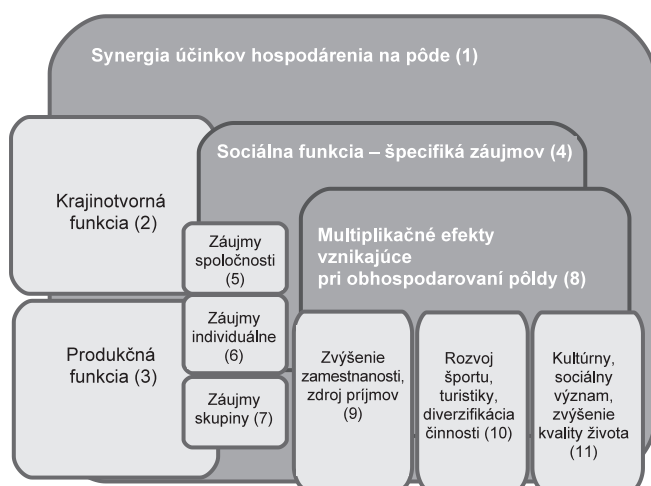 Synergia účinkov hospodárenia na pôde (1)
Krajinotvorná
funkcia (2)
Sociálna funkcia – špecifiká záujmov (4)
Multiplikačné efekty
vznikajúce
pri obhospodarovaní pôldy (8)
Záujmy
spoločnosti
(5)
Záujmy
individuálne
(6)
Produkčná
funkcia (3)
Záujmy
skupiny (7)
Zvýšenie
zamestnanosti,
zdroj príjmov
(9)
Rozvoj
športu,
turistiky,
diverzifikácia
činnosti (10)
Kultúrny,
sociálny
význam,
zvýšenie
kvality života
(11)